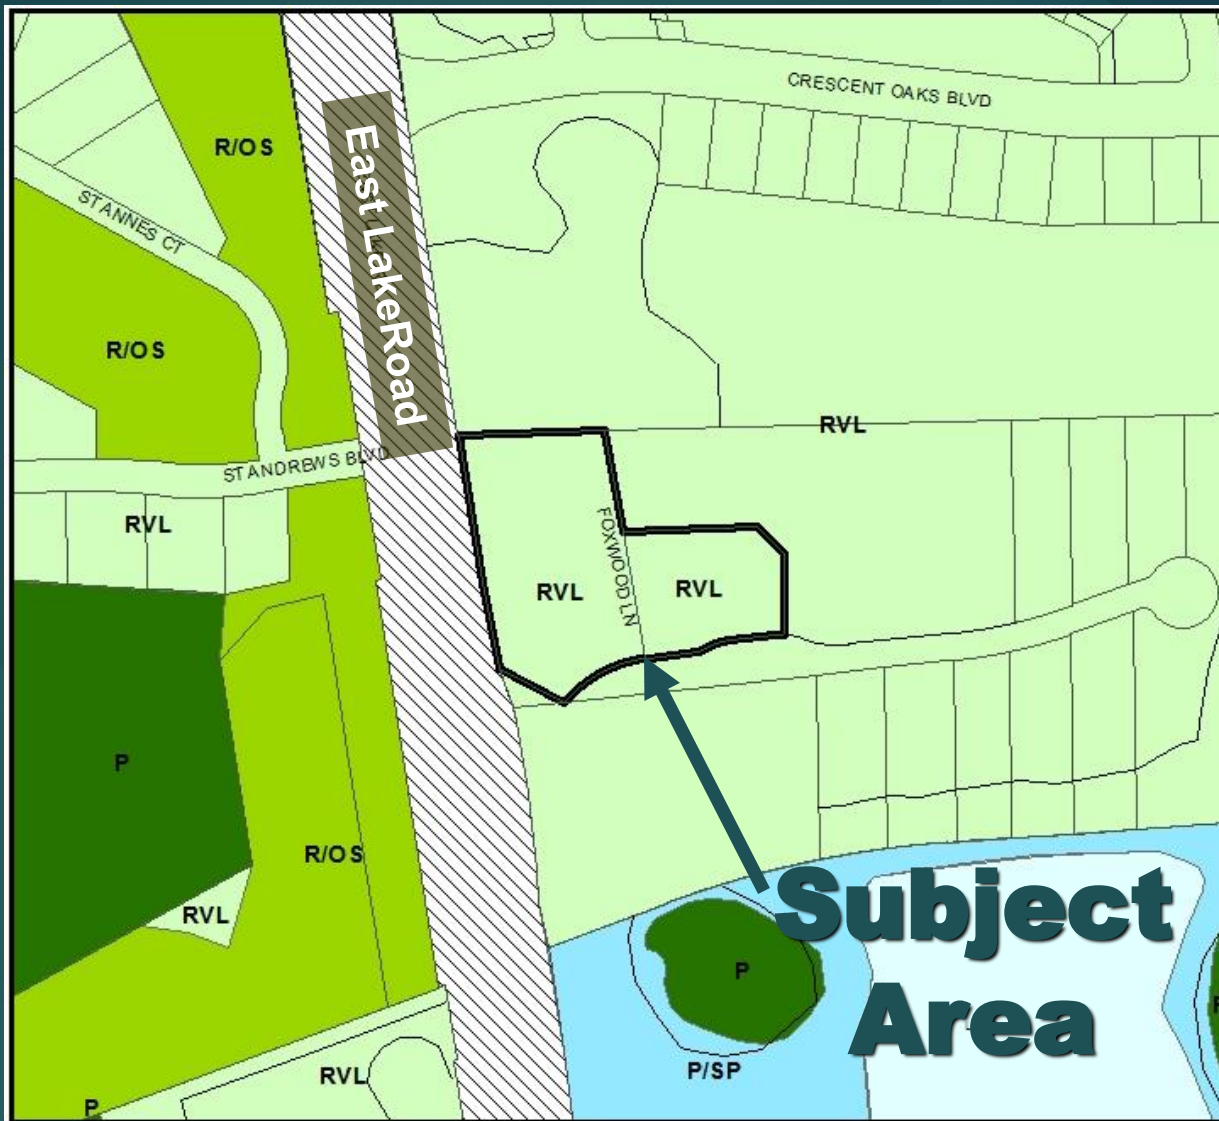 CRESCENT OAKS BLVD
R/OS
East LakeRoad
ST ANNES CT
R/OS
RVL
ST ANDREWS BLVD
RVL
FOXWOOD LN
RVL
RVL
P
R/OS
RVL
Subject
Area
P
P/SP
RVL
P